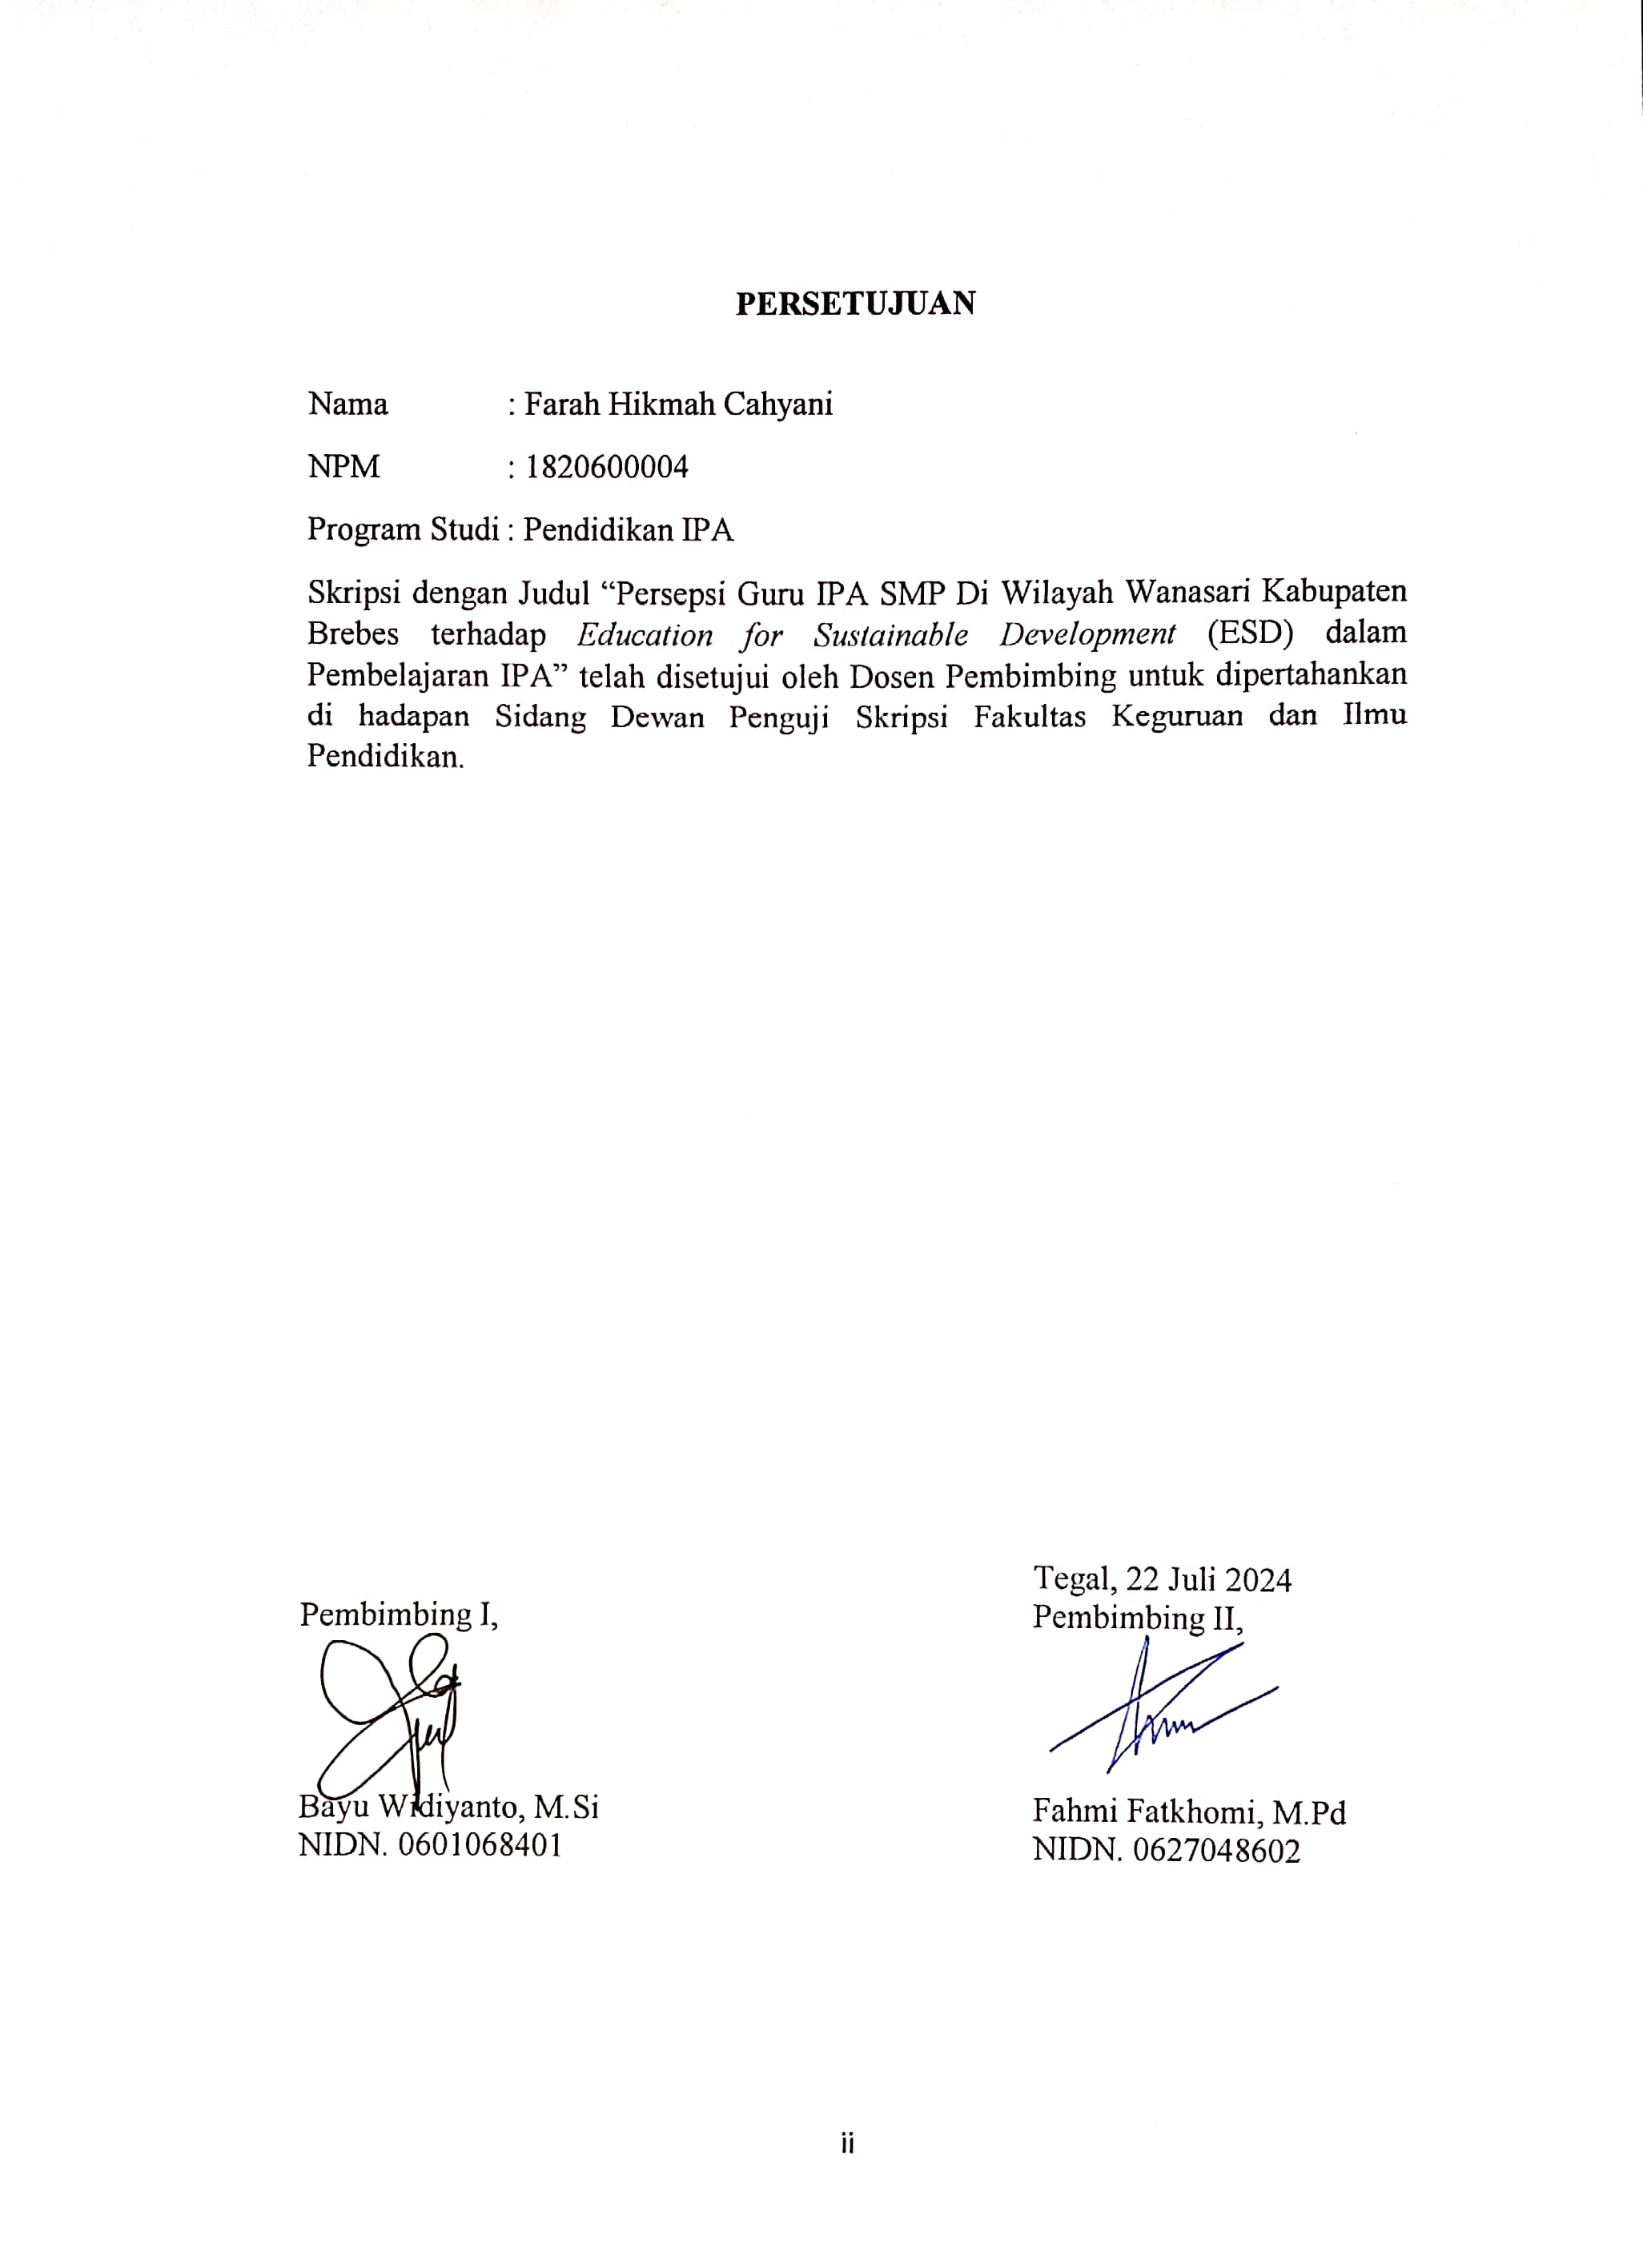 PERSETUJUAN
Nama : Farah Hikmah Cahyani
NPM : 1820600004
Program Studi : Pendidikan IPA
Skripsi dengan Judul “Persepsi Guru IPA SMP Di Wilayah Wanasari Kabupaten
Brebes terhadap Education for Sustainable Development (ESD) dalam
Pembelajaran IPA” telah disetujui oleh Dosen Pembimbing untuk dipertahankan
di hadapan Sidang Dewan Penguji Skripsi Fakultas Keguruan dan Ilmu
Pendidikan.
Tegal, 22 Juli 2024
Pembimbing I,
Pembimbing II,
Bayu Widiyanto, M.Si
NIDN. 0601068401
Fahmi Fatkhomi, M.Pd
NIDN. 0627048602
ii